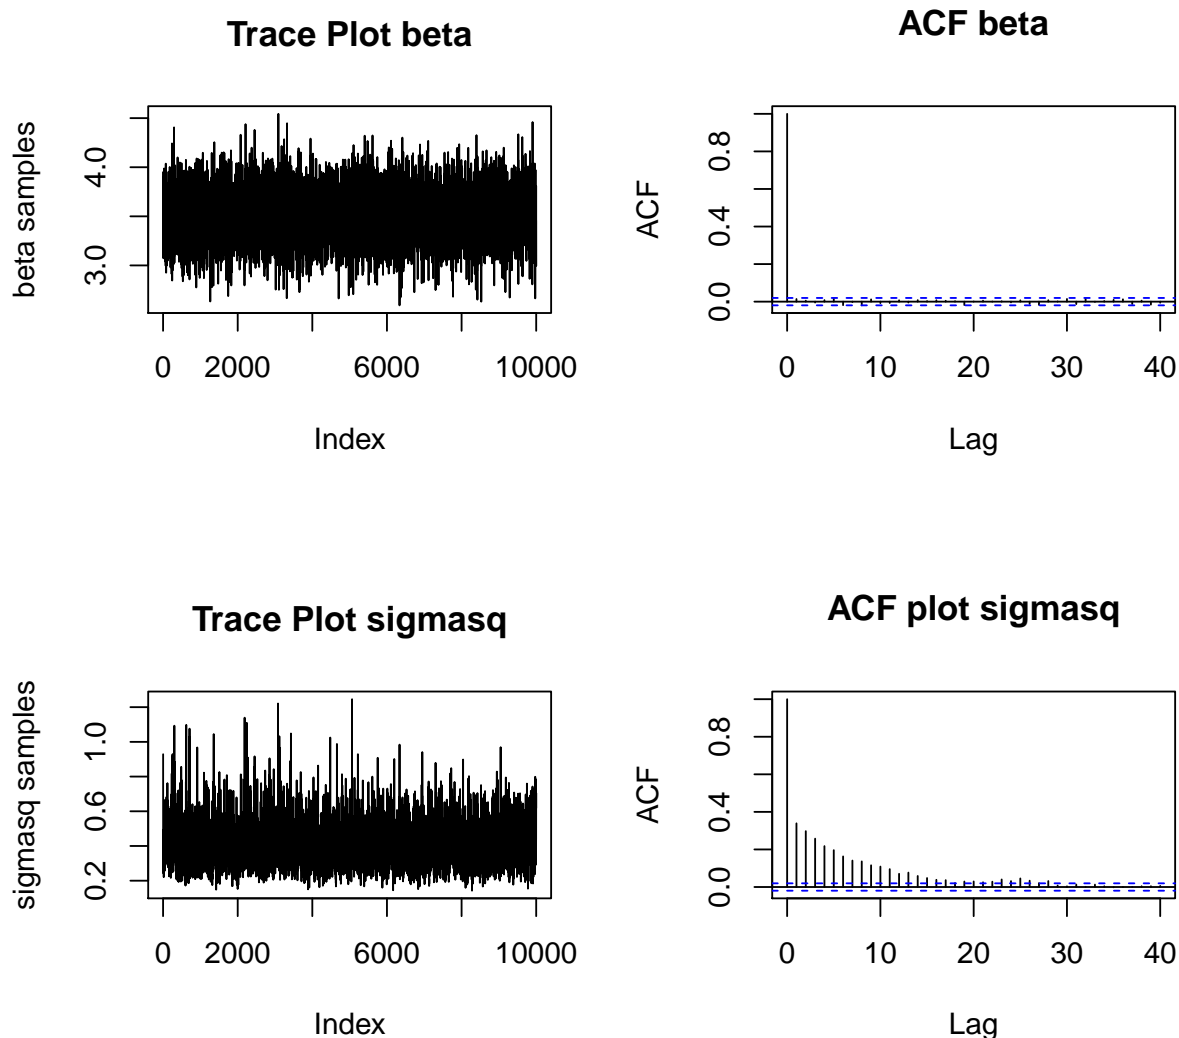 Trace Plot beta
beta samples
4.0
3.0
0 2000 6000 10000
Index
ACF beta
ACF
0.8
0.4
0.0
0 10 20 30 40
Lag
Trace Plot sigmasq
sigmasq samples
1.0
0.6
0.2
0 2000 6000 10000
Index
ACF plot sigmasq
ACF
0.8
0.4
0.0
0 10 20 30 40
Lag